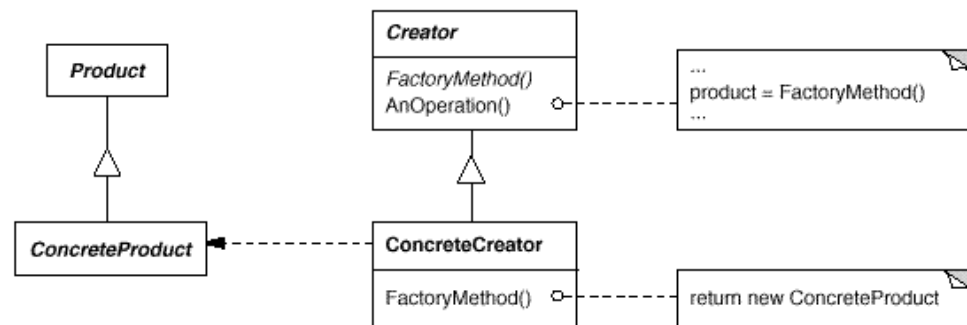 Product
ConcreteProduct
Creator
FactoryMethod()
AnOperation()
...
product = FactoryMethod()
...
ConcreteCreator
FactoryMethod()
return new ConcreteProduct